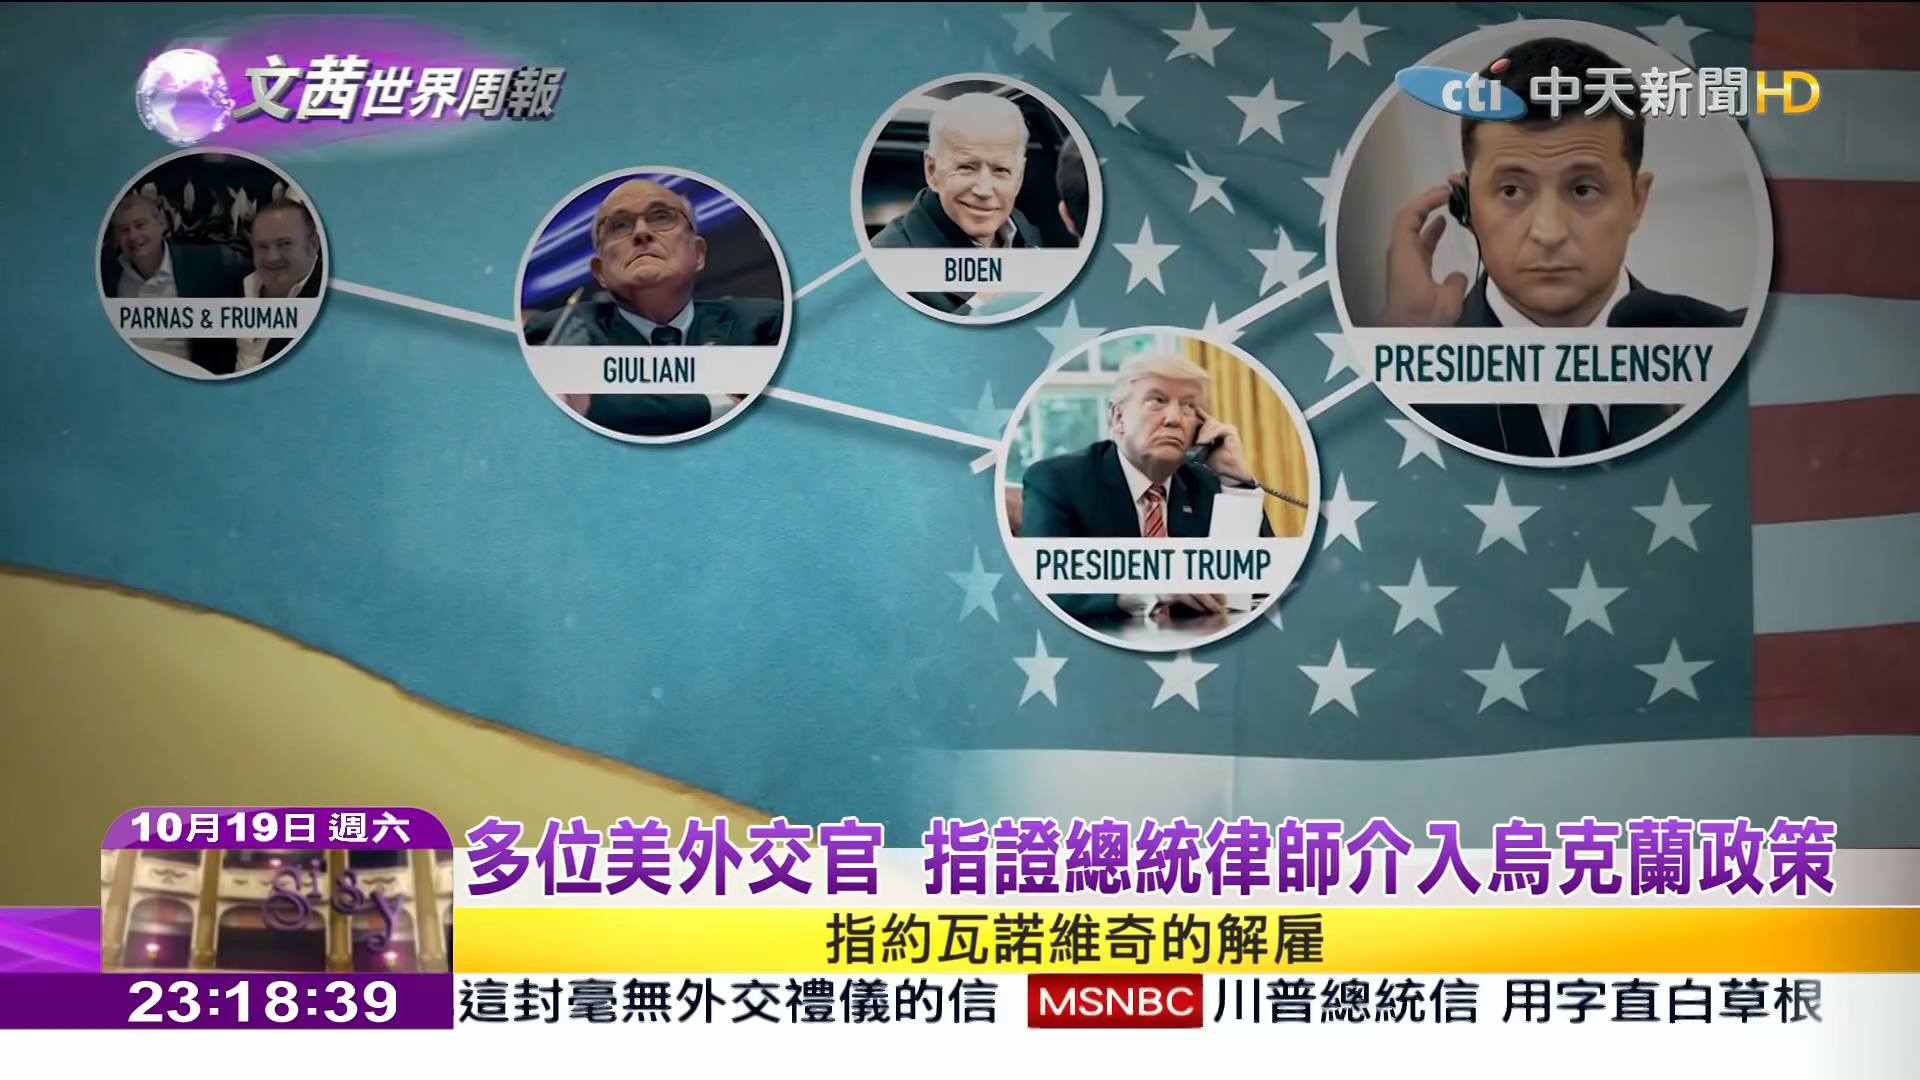 文茜世界周報
cti 中天新聞HD
PARNAS & FRUMAN
GIULIANI
BIDEN
PRESIDENT ZELENSKY
PRESIDENT TRUMP
10月19日 週六
Sisy
多位美外交官 指證總統律師介入烏克蘭政策
指約瓦諾維奇的解雇
23:18:39
這封毫無外交禮儀的信 MSNBC 川普總統信 用字直白草根